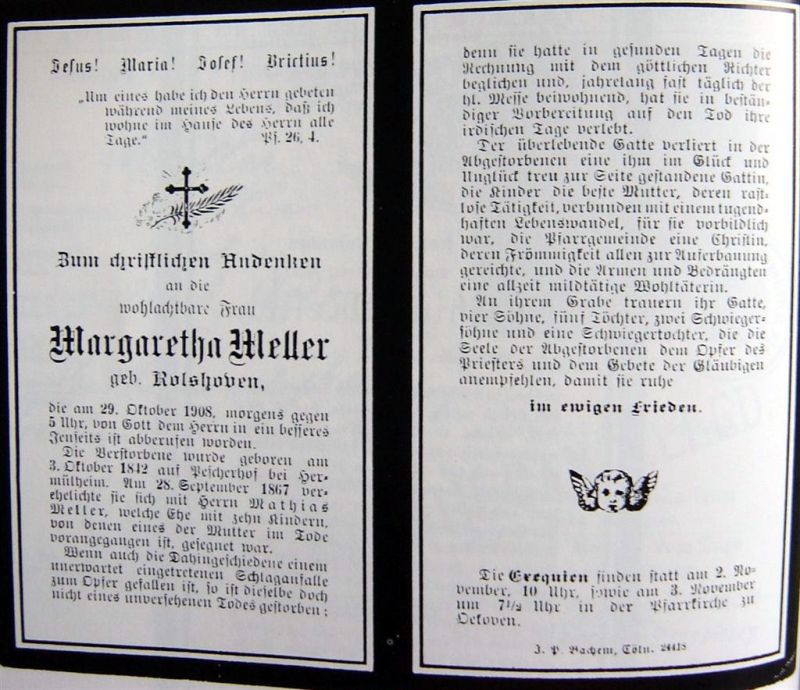 Jesus! Maria! Josef! Brictius!
„Um eines habe ich den Herrn gebeten
während meines Lebens, daß ich
wohne im Hause des Herrn alle
Tage.“ Ps. 26, 4.
Zum christlichen Andenken
an die
wohlachtbare Frau
Margaretha Meller
geb. Rolshoven,
die am 29. Oktober 1908, morgens gegen
5 Uhr, von Gott dem Herrn in ein besseres
Jenseits ist abberufen worden.
Die Verstorbene wurde geboren am
3. Oktober 1842 auf Pescherhof bei Her-
mülheim. Am 28. September 1867 ver-
ehelichte sie sich mit Herrn Mathias
Meller, welche Ehe mit zehn Kindern,
von denen eines der Mutter im Tode
vorangegangen ist, gesegnet war.
Wenn auch die Dahingeschiedene einem
unerwartet eingetretenen Schlaganfalle
zum Opfer gefallen ist, so ist dieselbe doch
nicht eines unversehenen Todes gestorben;
denn sie hatte in gesunden Tagen die
Rechnung mit dem göttlichen Richter
beglichen und, jahrelang fast täglich der
hl. Messe beiwohnend, hat sie in bestän-
diger Vorbereitung auf den Tod ihre
irdischen Tage verlebt.
Der überlebende Gatte verliert in der
Abgestorbenen eine ihm im Glück und
Unglück treu zur Seite gestandene Gattin,
die Kinder die beste Mutter, deren rast-
lose Tätigkeit, verbunden mit einem tugend-
haften Lebenswandel, für sie vorbildlich
war, die Pfarrgemeinde eine Christin,
deren Frömmigkeit allen zur Auferbauung
gereichte, und die Armen und Bedrängten
eine allzeit mildtätige Wohltäterin.
An ihrem Grabe trauern ihr Gatte,
vier Söhne, fünf Töchter, zwei Schwieger-
söhne und eine Schwiegertochter, die die
Seele der Abgestorbenen dem Opfer des
Priesters und dem Gebete der Gläubigen
anempfehlen, damit sie ruhe
im ewigen Frieden.
Die Exequien finden statt am 2. No-
vember, 10 Uhr, sowie am 3. November
um 7½ Uhr in der Pfarrkirche zu
Oekoven.
J. P. Bachem, Cöln. 24418